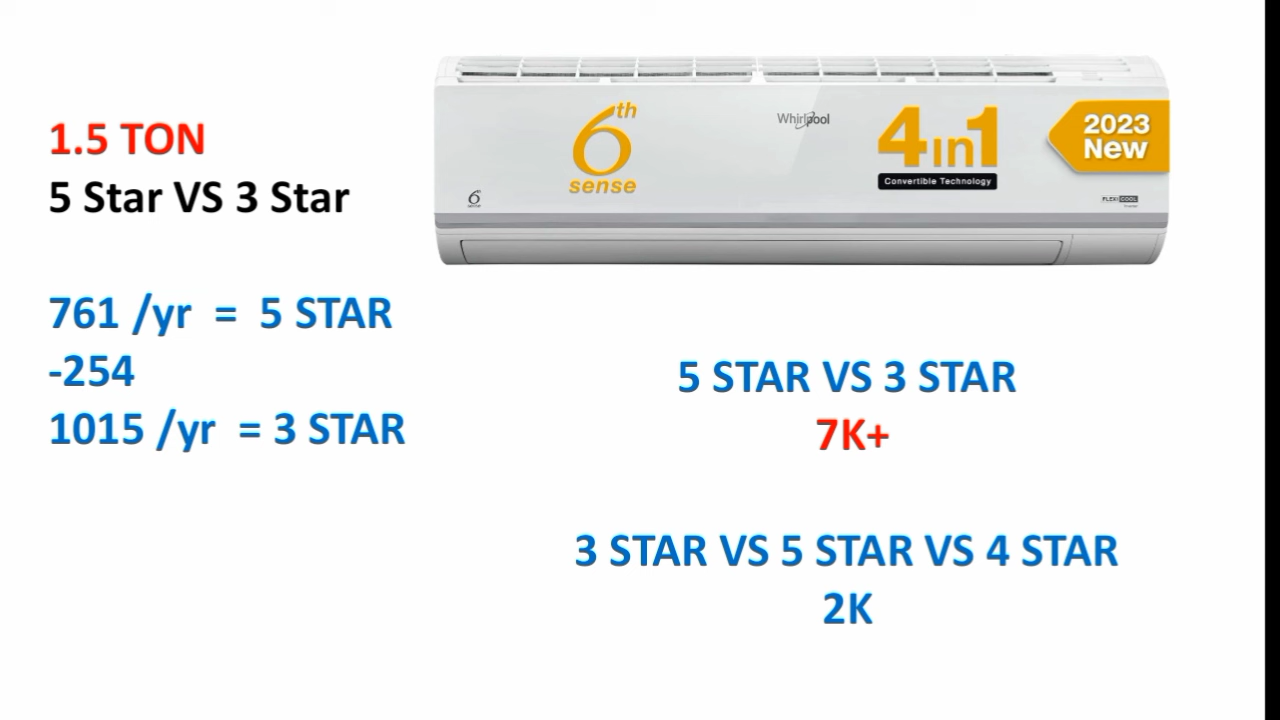 1.5 TON
5 Star VS 3 Star
761 /yr = 5 STAR
-254
1015 /yr = 3 STAR
6th
sense
Whirlpool
4in1
Convertible Technology
2023
New
6
FLEXICOOL
5 STAR VS 3 STAR
7K+
3 STAR VS 5 STAR VS 4 STAR
2K